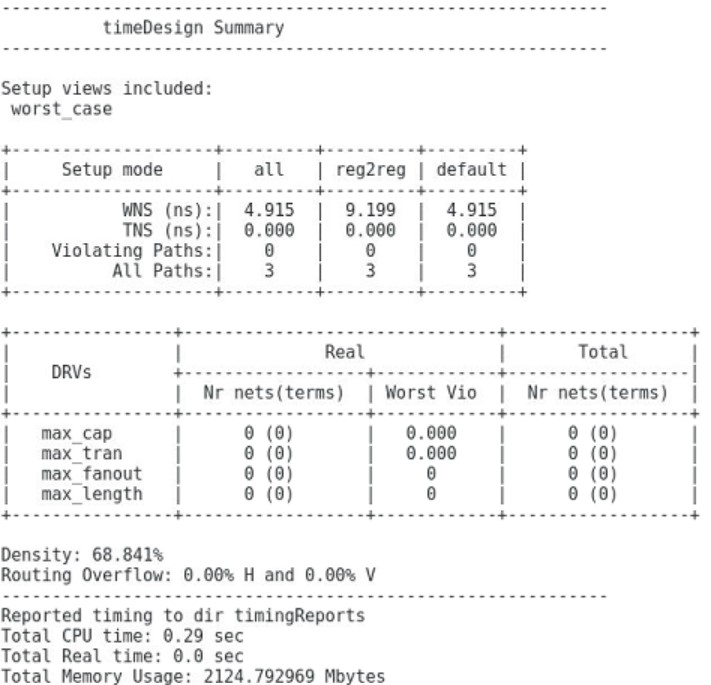 ------------------------------------------------------------
          timeDesign Summary
------------------------------------------------------------

Setup views included:
 worst_case

+--------------------+---------+---------+---------+
|     Setup mode     |   all   | reg2reg | default |
+--------------------+---------+---------+---------+
|           WNS (ns):|  4.915  |  9.199  |  4.915  |
|           TNS (ns):|  0.000  |  0.000  |  0.000  |
|    Violating Paths:|    0    |    0    |    0    |
|          All Paths:|    3    |    3    |    3    |
+--------------------+---------+---------+---------+

+----------------+-------------------------------+------------------+
|                |              Real             |       Total      |
|    DRVs        +------------------+------------+------------------|
|                |  Nr nets(terms)  | Worst Vio  |  Nr nets(terms)  |
+----------------+------------------+------------+------------------+
|   max_cap      |      0 (0)       |   0.000    |      0 (0)       |
|   max_tran     |      0 (0)       |   0.000    |      0 (0)       |
|   max_fanout   |      0 (0)       |     0      |      0 (0)       |
|   max_length   |      0 (0)       |     0      |      0 (0)       |
+----------------+------------------+------------+------------------+

Density: 68.841%
Routing Overflow: 0.00% H and 0.00% V
------------------------------------------------------------
Reported timing to dir timingReports
Total CPU time: 0.29 sec
Total Real time: 0.0 sec
Total Memory Usage: 2124.792969 Mbytes